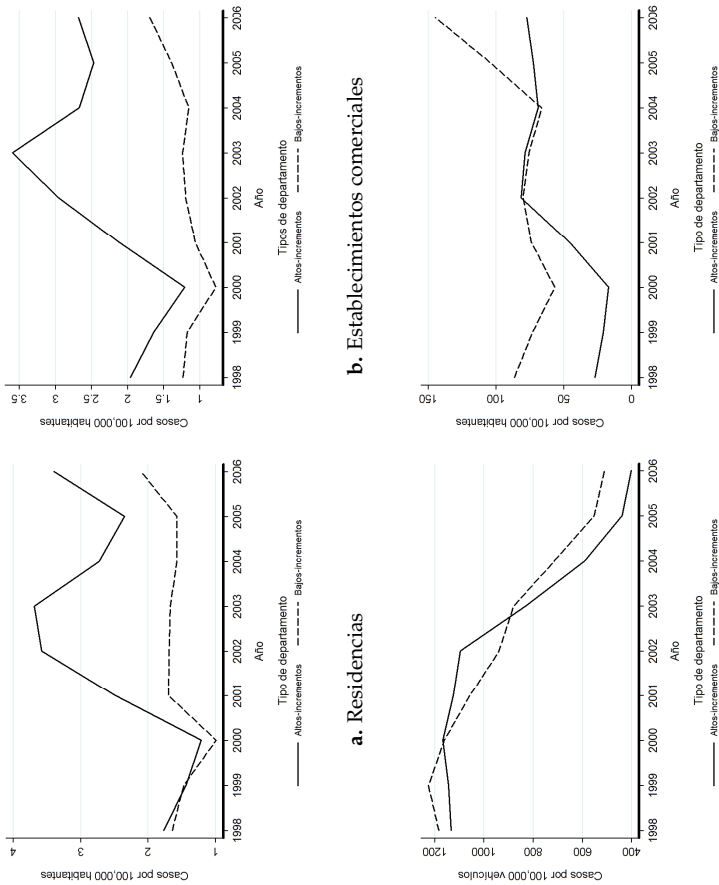 Casos por 100,000 habitantes
4
3
2
1
1998 1999 2000 2001 2002 2003 2004 2005 2006
Año
Tipo de departamento
Altos-incrementos Bajos-incrementos
a. Residencias
Casos por 100,000 habitantes
3.5
3
2.5
2
1.5
1
1998 1999 2000 2001 2002 2003 2004 2005 2006
Año
Tipos de departamento
Altos-incrementos Bajos-incrementos
b. Establecimientos comerciales
Casos por 100,000 vehículos
1200
1000
800
600
400
1998 1999 2000 2001 2002 2003 2004 2005 2006
Año
Tipo de departamento
Altos-incrementos Bajos-incrementos
Casos por 100,000 habitantes
150
100
50
0
1998 1999 2000 2001 2002 2003 2004 2005 2006
Año
Tipo de departamento
Altos-incrementos Bajos-incrementos